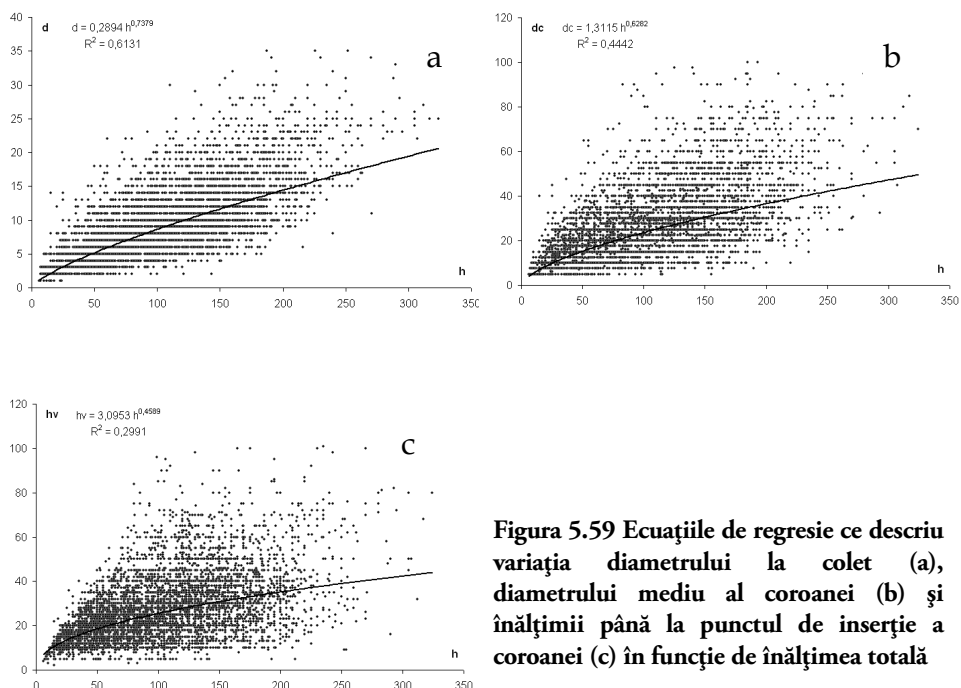 40 d d = 0,2894 h^0,7379
R² = 0,6131
a
35
30
25
20
15
10
5
0
h
0 50 100 150 200 250 300 350
120 dc dc = 1,3115 h^0,6282
R² = 0,4442
b
100
80
60
40
20
0
h
0 50 100 150 200 250 300 350
120 hv hv = 3,0953 h^0,4589
R² = 0,2991
c
100
80
60
40
20
0
h
0 50 100 150 200 250 300 350
Figura 5.59 Ecuaţiile de regresie ce descriu
variaţia diametrului la colet (a),
diametrului mediu al coroanei (b) şi
înălţimii până la punctul de inserţie a
coroanei (c) în funcţie de înălţimea totală